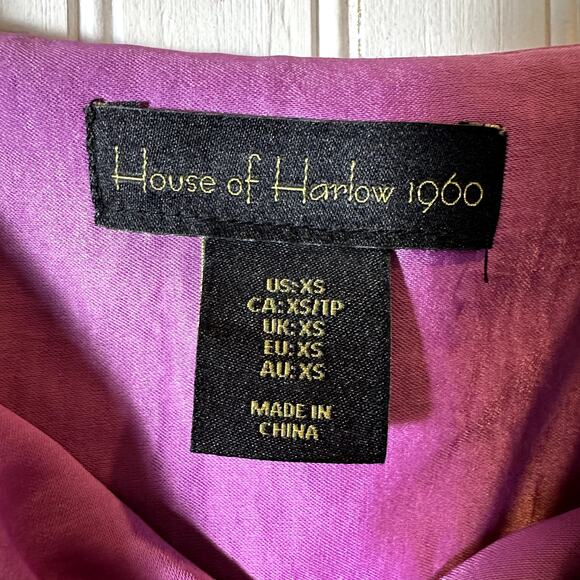 House of Harlow 1960
US: XS
CA: XS/TP
UK: XS
EU: XS
AU: XS
MADE IN
CHINA